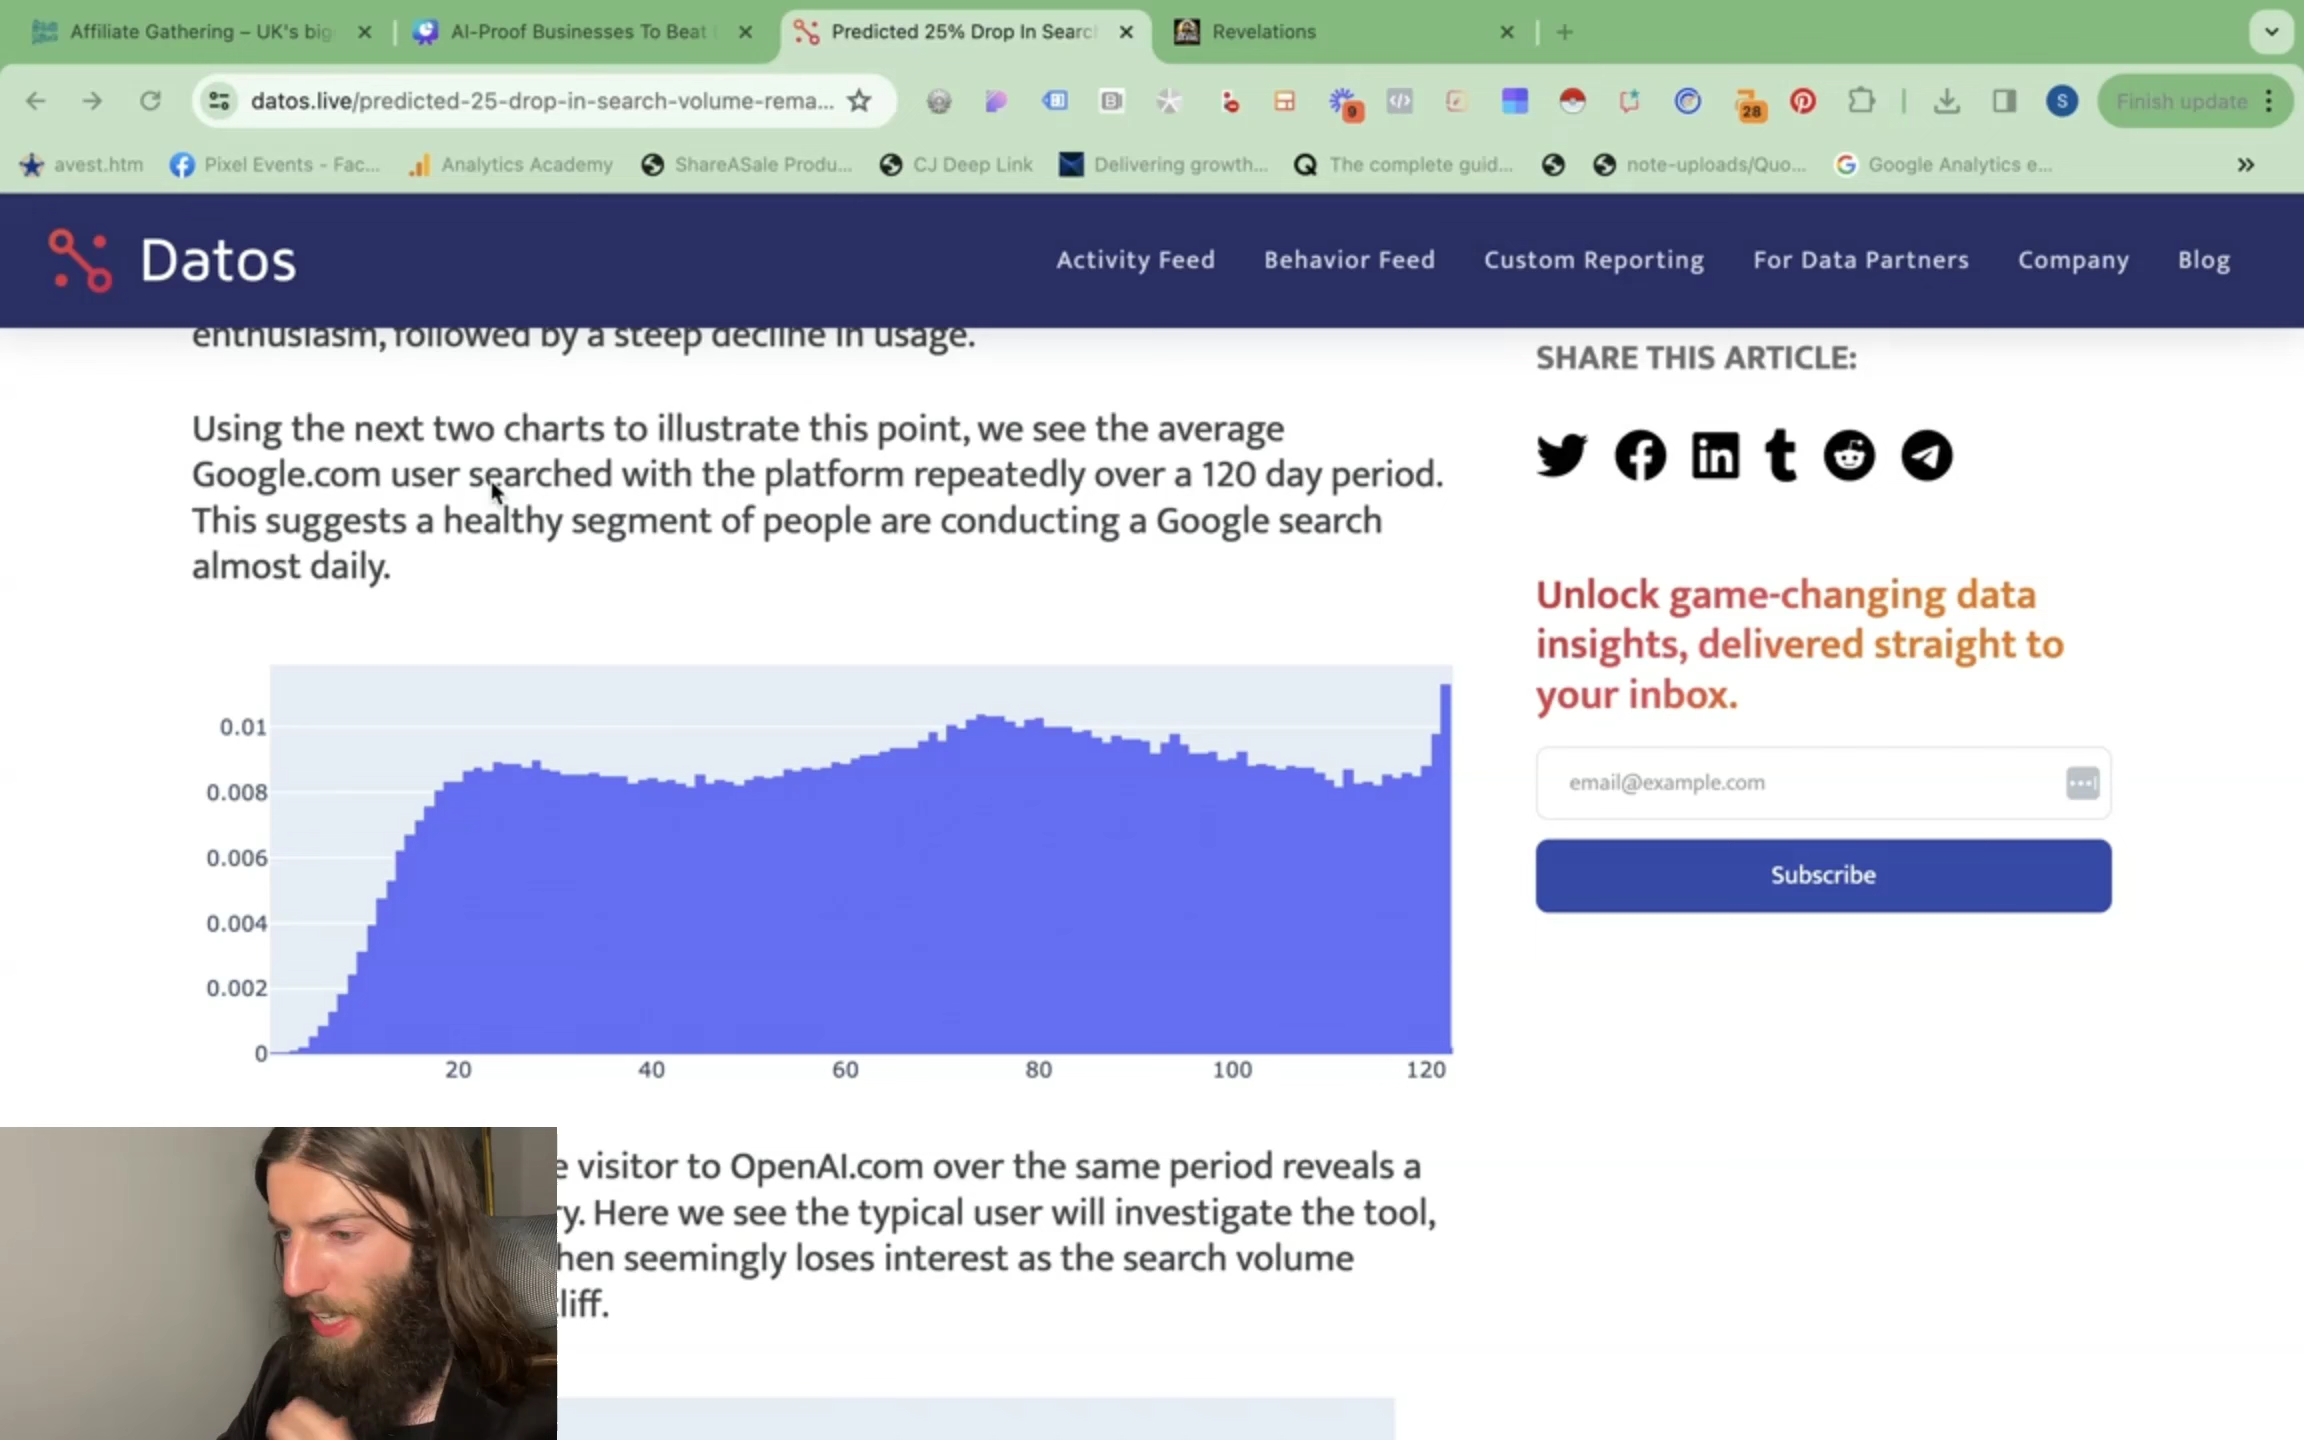 Affiliate Gathering – UK's big
AI-Proof Businesses To Beat
Predicted 25% Drop In Searc
Revelations
datos.live/predicted-25-drop-in-search-volume-rema...
9
28
S
Finish update
avest.htm
Pixel Events - Fac...
Analytics Academy
ShareASale Produ...
CJ Deep Link
Delivering growth...
The complete guid...
note-uploads/Quo...
Google Analytics e...
Datos
Activity Feed
Behavior Feed
Custom Reporting
For Data Partners
Company
Blog
enthusiasm, followed by a steep decline in usage.
Using the next two charts to illustrate this point, we see the average
Google.com user searched with the platform repeatedly over a 120 day period.
This suggests a healthy segment of people are conducting a Google search
almost daily.
0.01
0.008
0.006
0.004
0.002
0
20 40 60 80 100 120
e visitor to OpenAI.com over the same period reveals a
ry. Here we see the typical user will investigate the tool,
hen seemingly loses interest as the search volume
liff.
SHARE THIS ARTICLE:
Unlock game-changing data
insights, delivered straight to
your inbox.
email@example.com
Subscribe